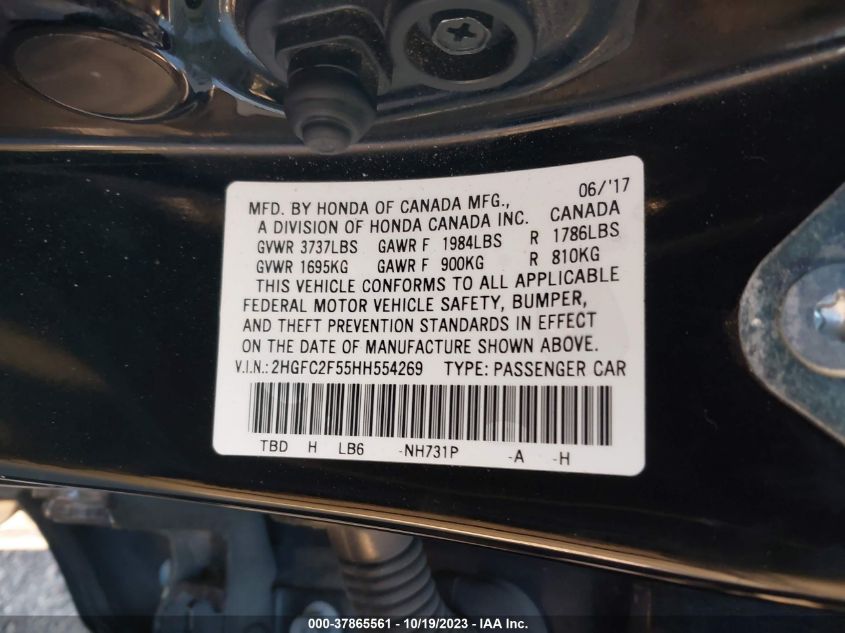 06/'17
MFD. BY HONDA OF CANADA MFG.,
A DIVISION OF HONDA CANADA INC. CANADA
GVWR 3737LBS GAWR F 1984LBS R 1786LBS
GVWR 1695KG GAWR F 900KG R 810KG
THIS VEHICLE CONFORMS TO ALL APPLICABLE
FEDERAL MOTOR VEHICLE SAFETY, BUMPER,
AND THEFT PREVENTION STANDARDS IN EFFECT
ON THE DATE OF MANUFACTURE SHOWN ABOVE.
V.I.N.: 2HGFC2F55HH554269 TYPE: PASSENGER CAR
TBD H LB6 -NH731P -A -H
000-37865561 - 10/19/2023 - IAA Inc.